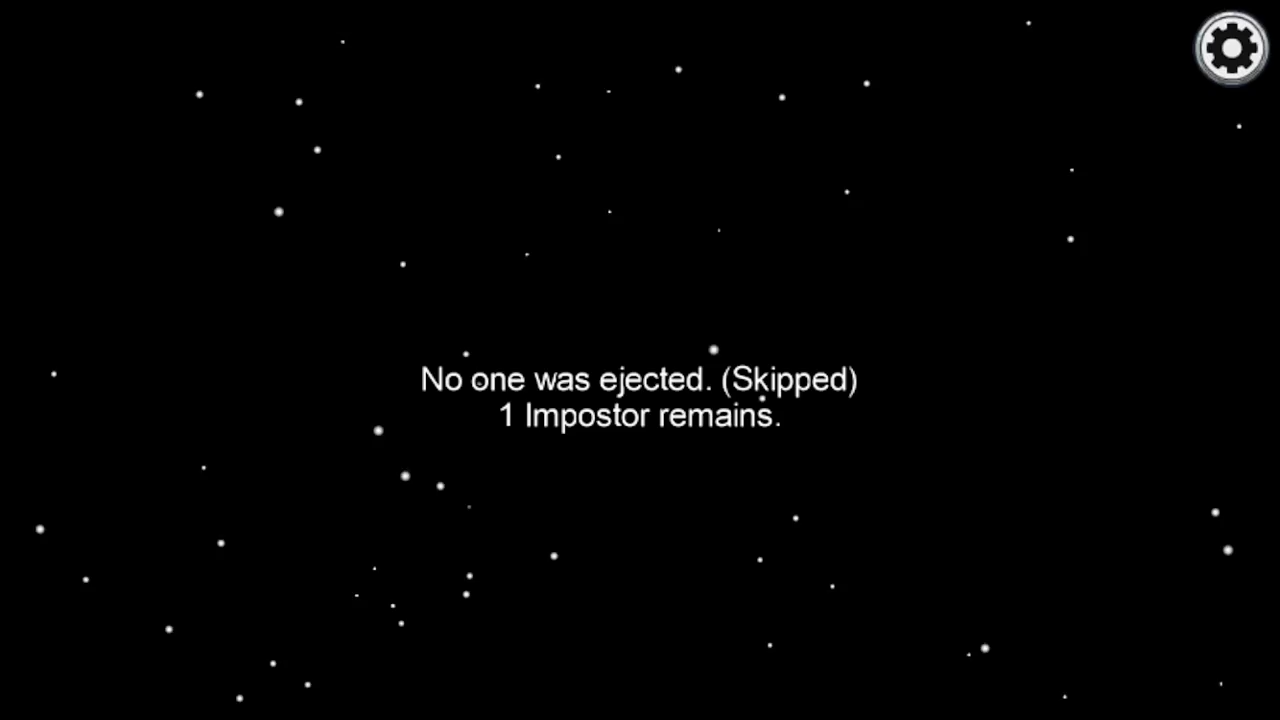 No one was ejected. (Skipped)
1 Impostor remains.